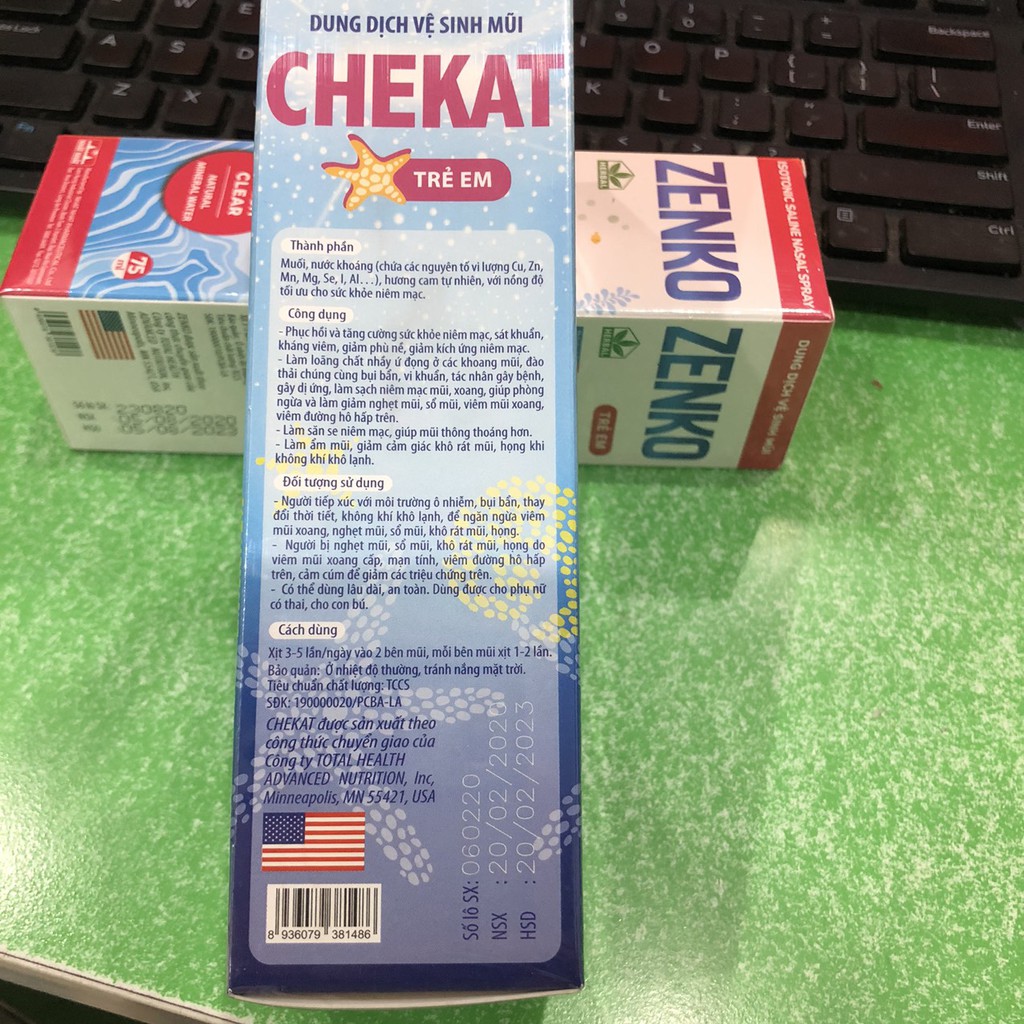 DUNG DỊCH VỆ SINH MŨI
CHEKAT
TRẺ EM
Thành phần
Muối, nước khoáng (chứa các nguyên tố vi lượng Cu, Zn,
Mn, Mg, Se, I, Al...), hương cam tự nhiên, với nồng độ
tối ưu cho sức khỏe niêm mạc.
Công dụng
- Phục hồi và tăng cường sức khỏe niêm mạc, sát khuẩn,
kháng viêm, giảm phù nề, giảm kích ứng niêm mạc.
- Làm loãng chất nhầy ứ đọng ở các khoang mũi, đào
thải chúng cùng bụi bẩn, vi khuẩn, tác nhân gây bệnh,
gây dị ứng, làm sạch niêm mạc mũi, xoang, giúp phòng
ngừa và làm giảm nghẹt mũi, sổ mũi, viêm mũi xoang,
viêm đường hô hấp trên.
- Làm săn se niêm mạc, giúp mũi thông thoáng hơn.
- Làm ẩm mũi, giảm cảm giác khô rát mũi, họng khi
không khí khô lạnh.
Đối tượng sử dụng
- Người tiếp xúc với môi trường ô nhiễm, bụi bẩn, thay
đổi thời tiết, không khí khô lạnh, để ngăn ngừa viêm
mũi xoang, nghẹt mũi, sổ mũi, khô rát mũi, họng.
- Người bị nghẹt mũi, sổ mũi, khô rát mũi, họng do
viêm mũi xoang cấp, mạn tính, viêm đường hô hấp
trên, cảm cúm để giảm các triệu chứng trên.
- Có thể dùng lâu dài, an toàn. Dùng được cho phụ nữ
có thai, cho con bú.
Cách dùng
Xịt 3-5 lần/ngày vào 2 bên mũi, mỗi bên mũi xịt 1-2 lần.
Bảo quản: Ở nhiệt độ thường, tránh nắng mặt trời.
Tiêu chuẩn chất lượng: TCCS
SĐK: 190000020/PCBA-LA
CHEKAT được sản xuất theo
công thức chuyển giao của
Công ty TOTAL HEALTH
ADVANCED NUTRITION, Inc,
Minneapolis, MN 55421, USA
Số lô SX: 060220
NSX : 20/02/2020
HSD : 20/02/2023
8 936079 381486
CLEAR
NATURAL
MINERAL WATER
75
ml
Số lô SX: 220820
HERBAL
ZENKO
ISOTONIC SALINE NASAL SPRAY
HERBAL
ZENKO
TRẺ EM
DUNG DỊCH VỆ SINH MŨI
A
S
D
Z
X
Fn
I
O
P
K
L
Backspace
Enter
Shift
Ctrl